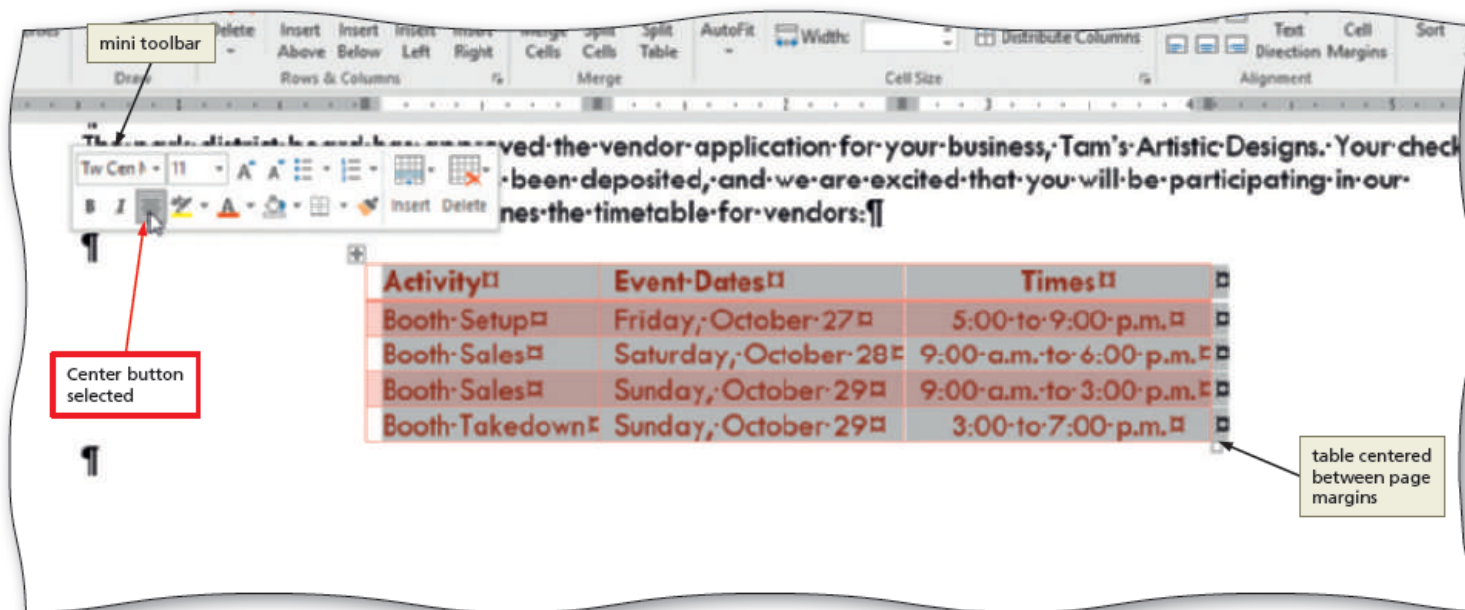 mini toolbar
Delete
Insert Insert Insert Insert Merge Split Split AutoFit Width:
Distribute Columns
Text Cell Sort
Above Below Left Right Cells Cells Table
Direction Margins
Draw Rows & Columns Merge Cell Size Alignment
1 2 3 4 5
ved·the·vendor·application·for·your·business,·Tam's·Artistic·Designs.·Your·check
Tw Cen 11
·been·deposited,·and·we·are·excited·that·you·will·be·participating·in·our·
B I A Insert Delete
nes·the·timetable·for·vendors:¶
¶
Activity¤ Event·Dates¤ Times¤ ¤
Booth·Setup¤ Friday,·October·27¤ 5:00·to·9:00·p.m.¤ ¤
Booth·Sales¤ Saturday,·October·28¤ 9:00·a.m.·to·6:00·p.m.¤ ¤
Booth·Sales¤ Sunday,·October·29¤ 9:00·a.m.·to·3:00·p.m.¤ ¤
Booth·Takedown¤ Sunday,·October·29¤ 3:00·to·7:00·p.m.¤ ¤
¶
Center button
selected
table centered
between page
margins